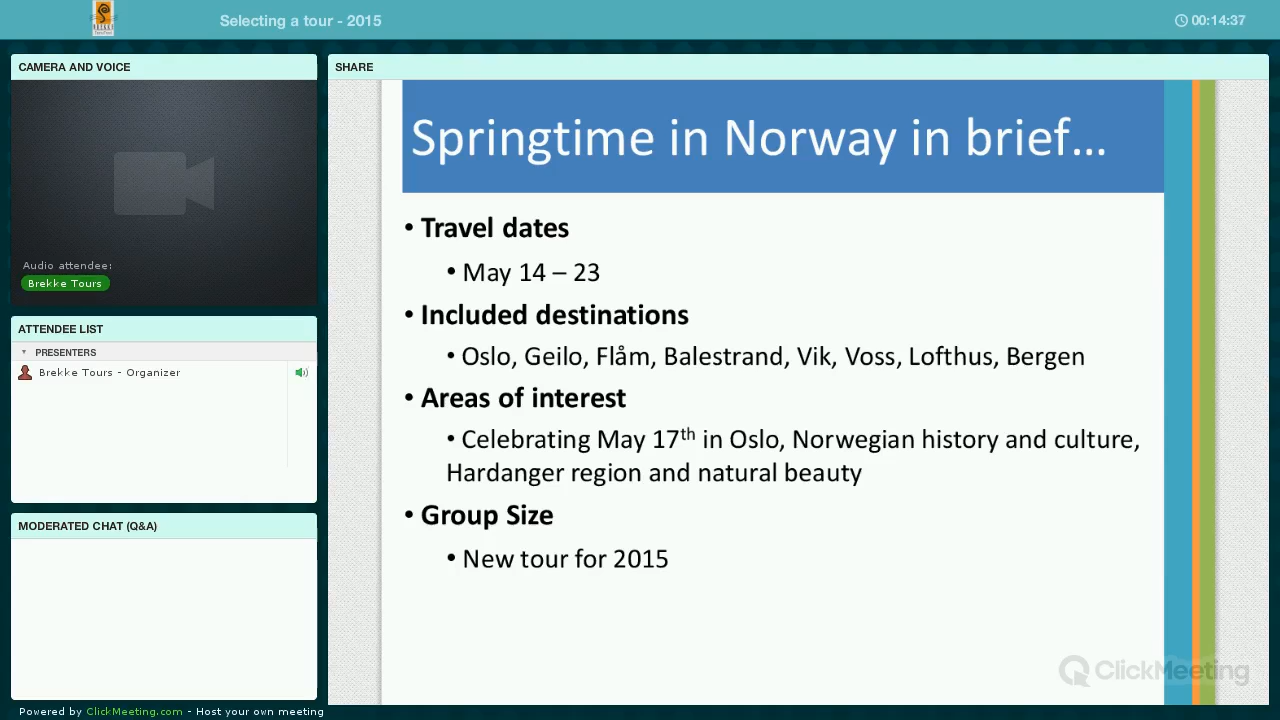 Selecting a tour - 2015
00:14:37
CAMERA AND VOICE
Audio attendee:
Brekke Tours
ATTENDEE LIST
PRESENTERS
Brekke Tours - Organizer
MODERATED CHAT (Q&A)
Powered by ClickMeeting.com - Host your own meeting
SHARE
Springtime in Norway in brief...
• Travel dates
• May 14 – 23
• Included destinations
• Oslo, Geilo, Flåm, Balestrand, Vik, Voss, Lofthus, Bergen
• Areas of interest
• Celebrating May 17th in Oslo, Norwegian history and culture,
Hardanger region and natural beauty
• Group Size
• New tour for 2015
ClickMeeting